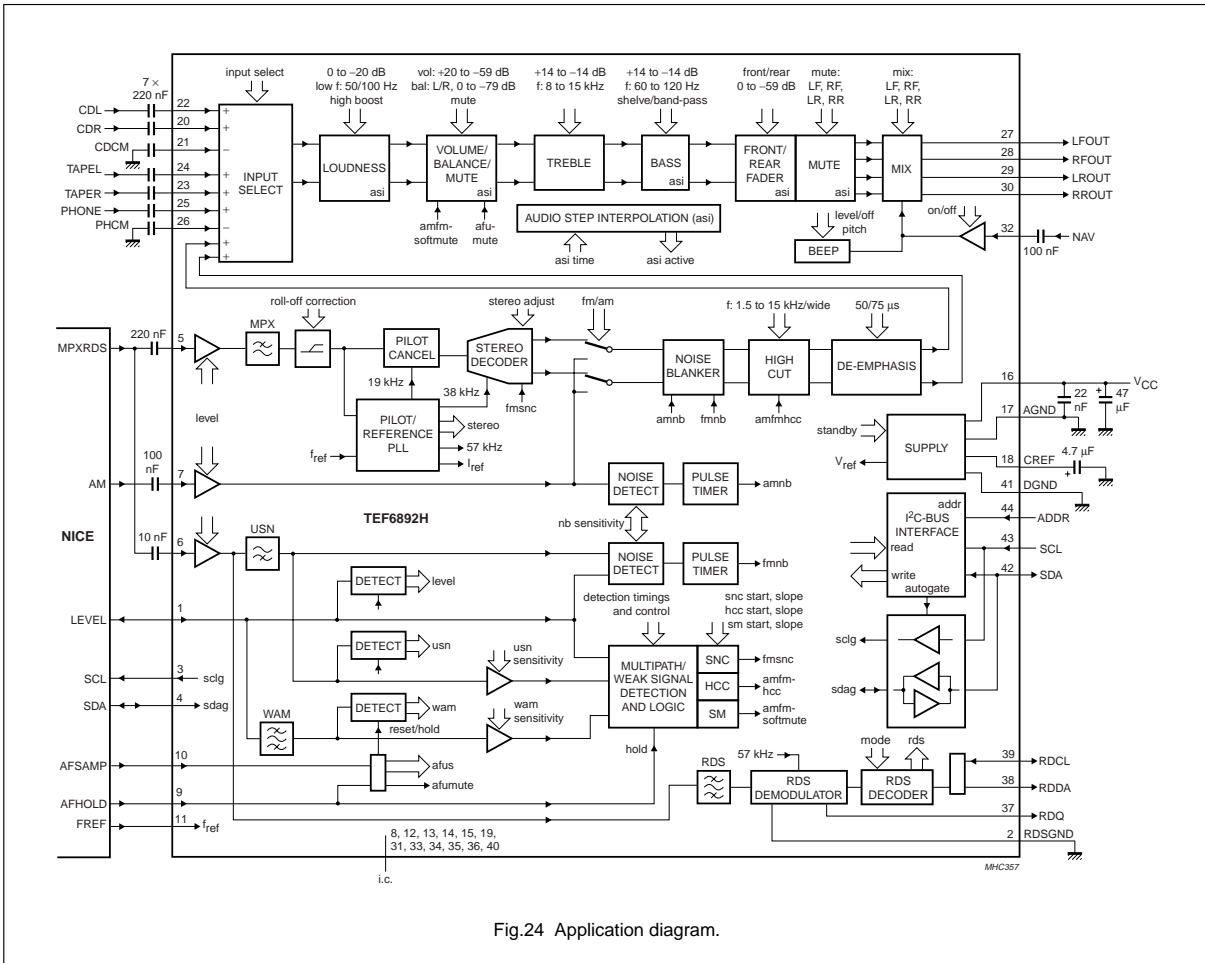 input select
0 to −20 dB
low f: 50/100 Hz
high boost
vol: +20 to −59 dB
bal: L/R, 0 to −79 dB
mute
+14 to −14 dB
f: 8 to 15 kHz
+14 to −14 dB
f: 60 to 120 Hz
shelve/band-pass
front/rear
0 to −59 dB
mute:
LF, RF,
LR, RR
mix:
LF, RF,
LR, RR
7 ×
220 nF
CDL
22
+
CDR
20
+
CDCM
21
−
TAPEL
24
+
TAPER
23
+
PHONE
25
+
PHCM
26
−
+
+
INPUT
SELECT
LOUDNESS
asi
VOLUME/
BALANCE/
MUTE
asi
TREBLE
BASS
asi
FRONT/
REAR
FADER
asi
MUTE
asi
MIX
27
LFOUT
28
RFOUT
29
LROUT
30
RROUT
amfm-
softmute
afu-
mute
AUDIO STEP INTERPOLATION (asi)
asi time
asi active
level/off
pitch
BEEP
on/off
32
NAV
100 nF
roll-off correction
stereo adjust
fm/am
f: 1.5 to 15 kHz/wide
50/75 µs
MPXRDS
220 nF
5
MPX
PILOT
CANCEL
STEREO
DECODER
NOISE
BLANKER
HIGH
CUT
DE-EMPHASIS
19 kHz
38 kHz
fmsnc
amnb
fmnb
amfmhcc
level
PILOT/
REFERENCE
PLL
stereo
57 kHz
Iref
fref
16
VCC
22
nF
+
47
µF
17
AGND
standby
SUPPLY
Vref
18
CREF
4.7 µF
+
41
DGND
100
nF
AM
7
NOISE
DETECT
PULSE
TIMER
amnb
NICE
TEF6892H
nb sensitivity
10 nF
6
USN
NOISE
DETECT
PULSE
TIMER
fmnb
addr
I2C-BUS
INTERFACE
read
write
autogate
44
ADDR
43
SCL
42
SDA
DETECT
level
LEVEL
1
detection timings
and control
snc start, slope
hcc start, slope
sm start, slope
DETECT
usn
usn
sensitivity
MULTIPATH/
WEAK SIGNAL
DETECTION
AND LOGIC
SNC
HCC
SM
fmsnc
amfm-
hcc
amfm-
softmute
sclg
sdag
SCL
3
sclg
SDA
4
sdag
WAM
DETECT
wam
reset/hold
wam
sensitivity
hold
AFSAMP
10
afus
afumute
AFHOLD
9
FREF
11
fref
57 kHz
mode
rds
RDS
RDS
DEMODULATOR
RDS
DECODER
39
RDCL
38
RDDA
37
RDQ
2
RDSGND
8, 12, 13, 14, 15, 19,
31, 33, 34, 35, 36, 40
i.c.
MHC357
Fig.24 Application diagram.